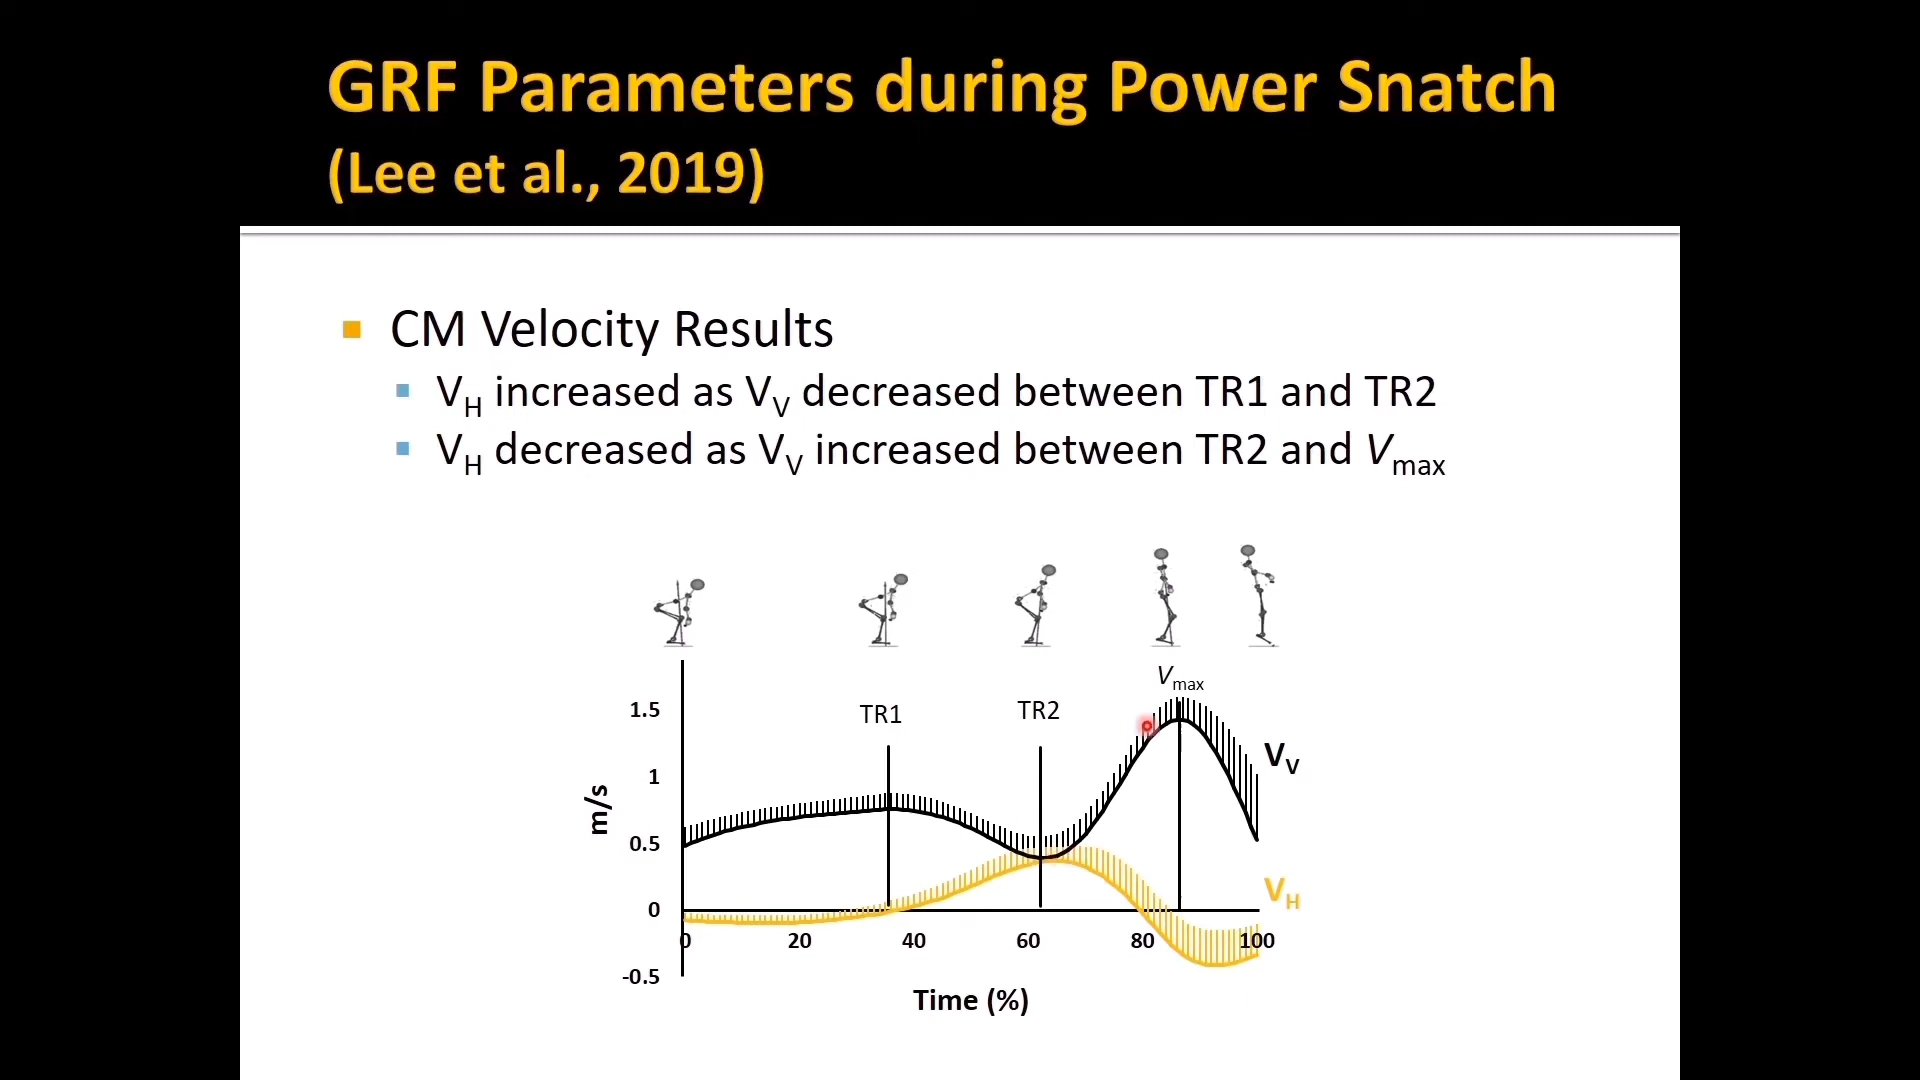 GRF Parameters during Power Snatch
(Lee et al., 2019)
CM Velocity Results
VH increased as VV decreased between TR1 and TR2
VH decreased as VV increased between TR2 and Vmax
Vmax
TR1
TR2
1.5
1
0.5
0
-0.5
m/s
VV
VH
0 20 40 60 80 100
Time (%)